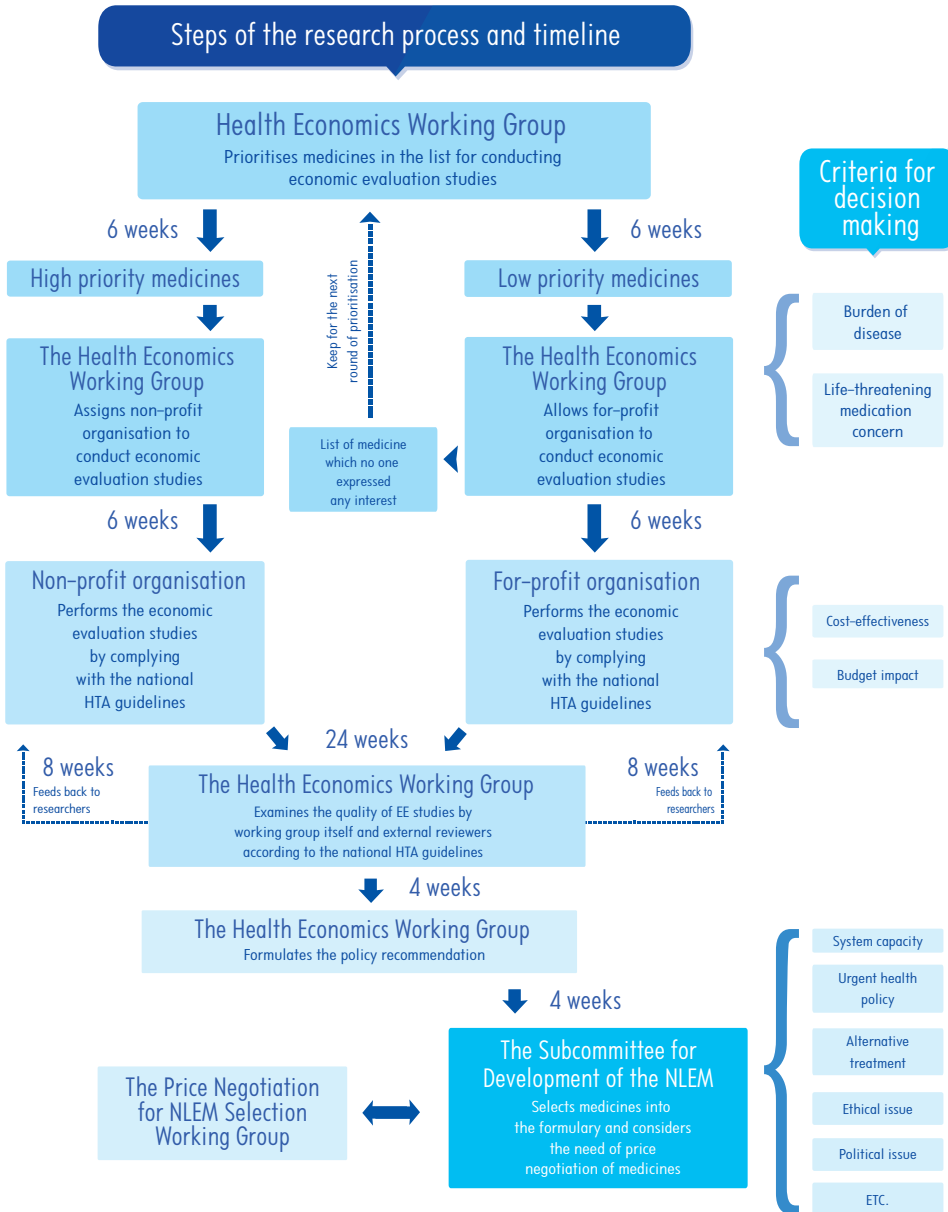 Steps of the research process and timeline
Health Economics Working Group
Prioritises medicines in the list for conducting
economic evaluation studies
Criteria for
decision
making
6 weeks
6 weeks
High priority medicines
Keep for the next
round of prioritisation
Low priority medicines
Burden of
disease
Life-threatening
medication
concern
The Health Economics
Working Group
Assigns non-profit
organisation to
conduct economic
evaluation studies
List of medicine
which no one
expressed
any interest
The Health Economics
Working Group
Allows for-profit
organisation to
conduct economic
evaluation studies
6 weeks
6 weeks
Non-profit organisation
Performs the economic
evaluation studies
by complying
with the national
HTA guidelines
For-profit organisation
Performs the economic
evaluation studies
by complying
with the national
HTA guidelines
Cost-effectiveness
Budget impact
24 weeks
8 weeks
Feeds back to
researchers
8 weeks
Feeds back to
researchers
The Health Economics Working Group
Examines the quality of EE studies by
working group itself and external reviewers
according to the national HTA guidelines
4 weeks
The Health Economics Working Group
Formulates the policy recommendation
4 weeks
The Price Negotiation
for NLEM Selection
Working Group
The Subcommittee for
Development of the NLEM
Selects medicines into
the formulary and considers
the need of price
negotiation of medicines
System capacity
Urgent health
policy
Alternative
treatment
Ethical issue
Political issue
ETC.